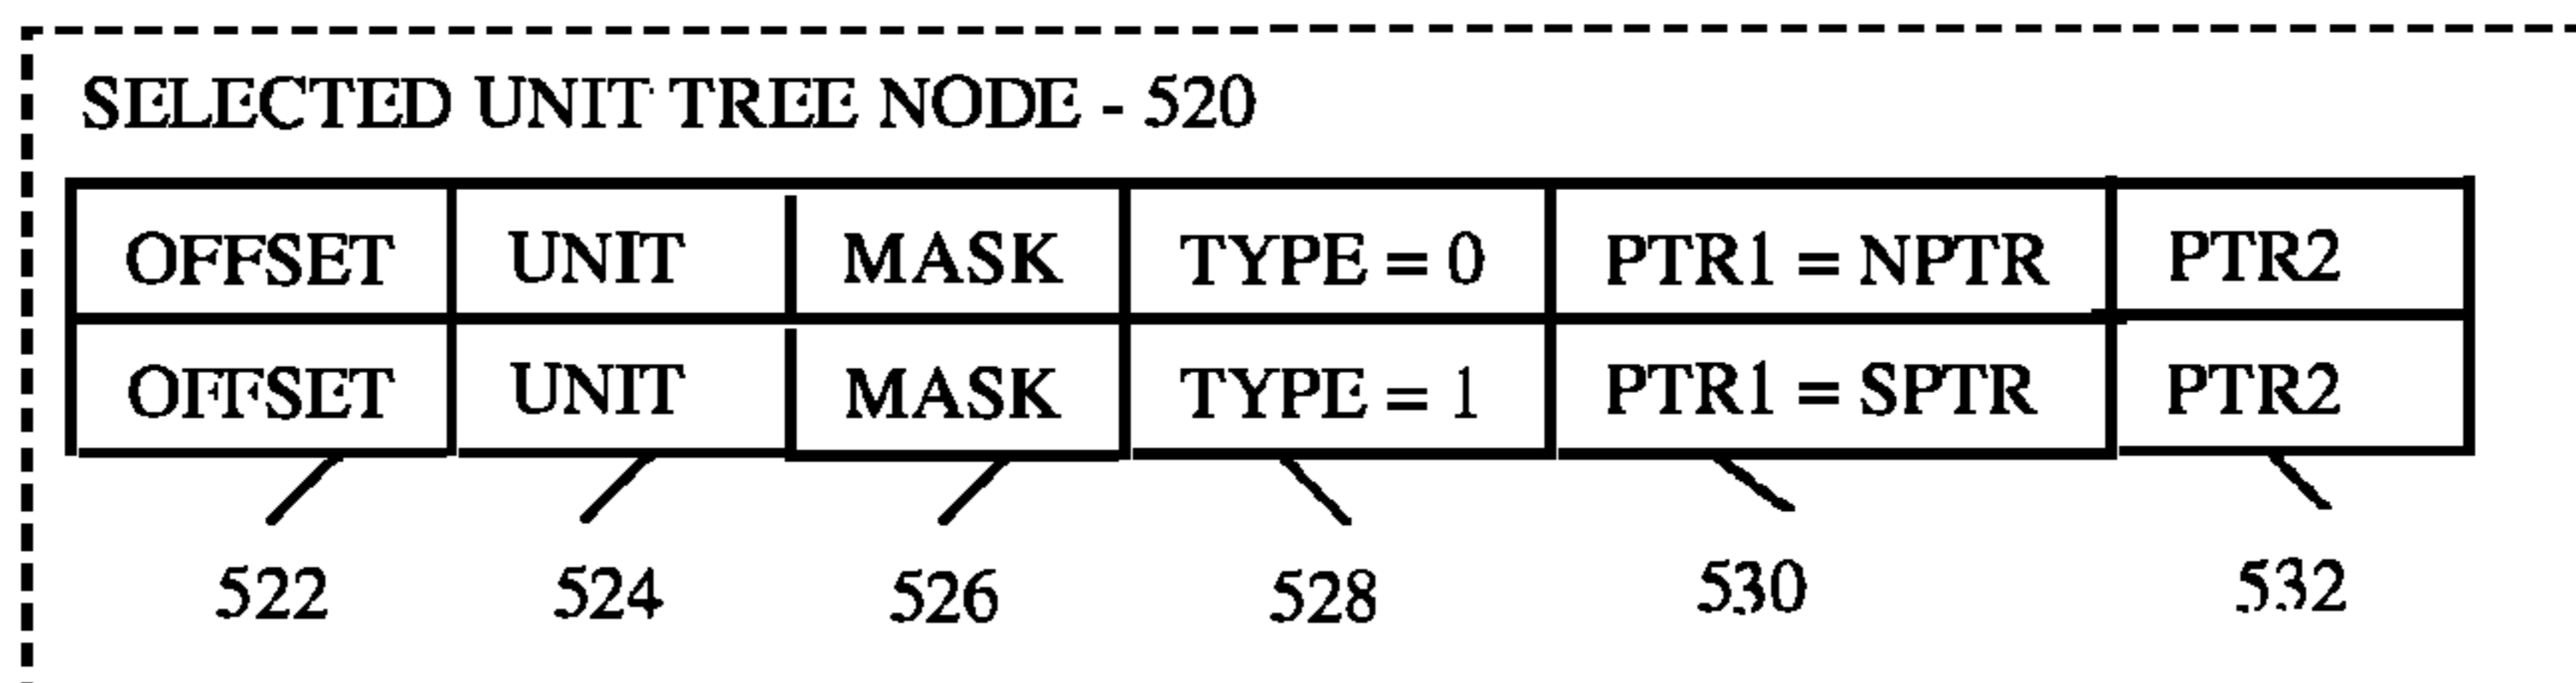 SELECTED UNIT TREE NODE - 520
OFFSET UNIT MASK TYPE = 0 PTR1 = NPTR PTR2
OFFSET UNIT MASK TYPE = 1 PTR1 = SPTR PTR2
522 524 526 528 530 532